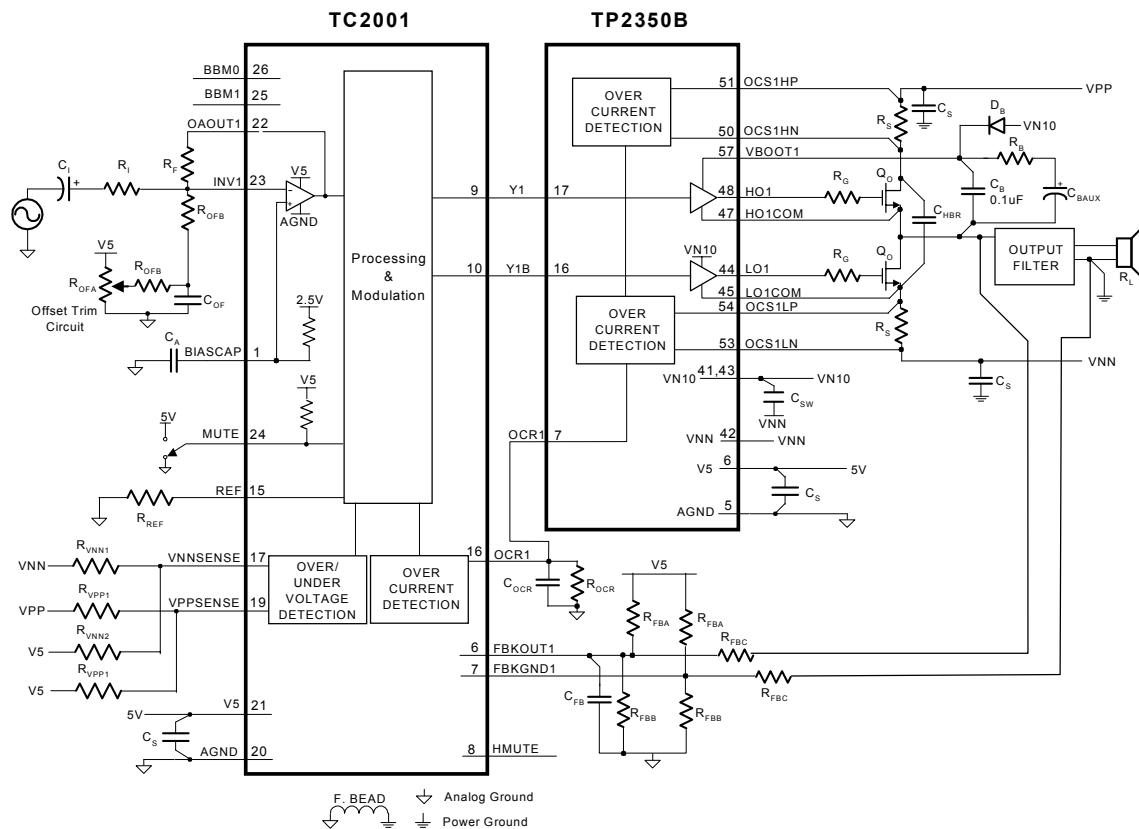 TC2001
TP2350B
BBM0 26
BBM1 25
OAOUT1 22
C_I
R_I
R_F
INV1 23
V5
AGND
R_OFB
V5
R_OFA
R_OFB
C_OF
Offset Trim
Circuit
2.5V
C_A
BIASCAP 1
V5
5V
MUTE 24
REF 15
R_REF
Processing
&
Modulation
9 Y1 17
10 Y1B 16
R_VNN1
VNN
VNNSENSE 17
R_VPP1
VPP
VPPSENSE 19
R_VNN2
V5
R_VPP1
V5
OVER/
UNDER
VOLTAGE
DETECTION
OVER
CURRENT
DETECTION
16 OCR1
5V
V5 21
C_S
AGND 20
6 FBKOUT1
7 FBKGND1
8 HMUTE
OVER
CURRENT
DETECTION
51 OCS1HP
50 OCS1HN
57 VBOOT1
48 HO1
47 HO1COM
VN10
44 LO1
45 LO1COM
54 OCS1LP
53 OCS1LN
OVER
CURRENT
DETECTION
VN10 41,43
VN10
C_SW
VNN
VNN 42
VNN
V5 6
5V
C_S
AGND 5
OCR1 7
C_OCR
R_OCR
VPP
C_S
R_S
D_B
VN10
R_B
C_B
0.1uF
C_BAUX
R_G
Q_O
C_HBR
R_G
Q_O
R_S
OUTPUT
FILTER
R_L
VNN
C_S
V5
R_FBA
R_FBA
R_FBC
R_FBC
C_FB
R_FBB
R_FBB
F. BEAD
Analog Ground
Power Ground